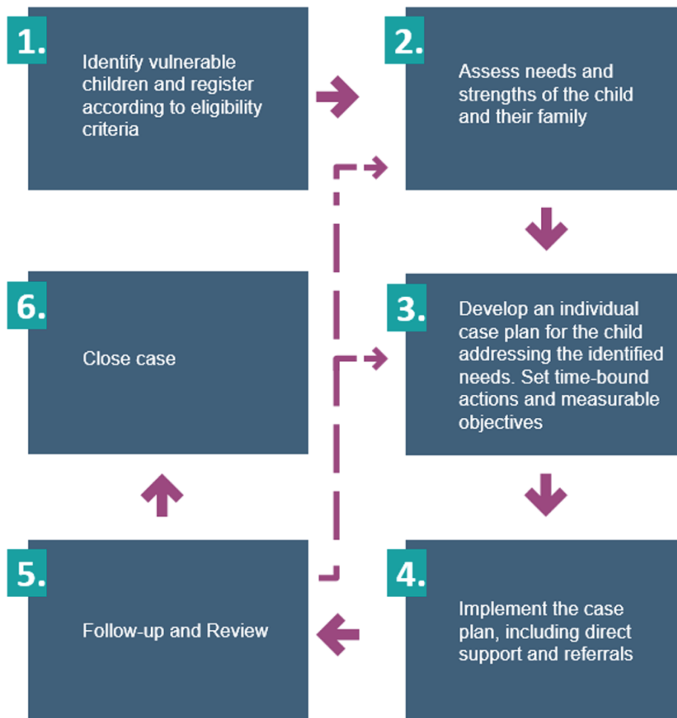 1.
Identify vulnerable
children and register
according to eligibility
criteria
2.
Assess needs and
strengths of the child
and their family
3.
Develop an individual
case plan for the child
addressing the identified
needs. Set time-bound
actions and measurable
objectives
4.
Implement the case
plan, including direct
support and referrals
5.
Follow-up and Review
6.
Close case